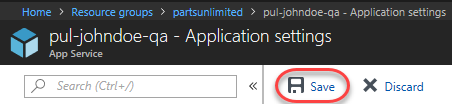 Home > Resource groups > partsunlimited > pul-johndoe-qa - Application settings
pul-johndoe-qa - Application settings
App Service
Search (Ctrl+/) « Save Discard